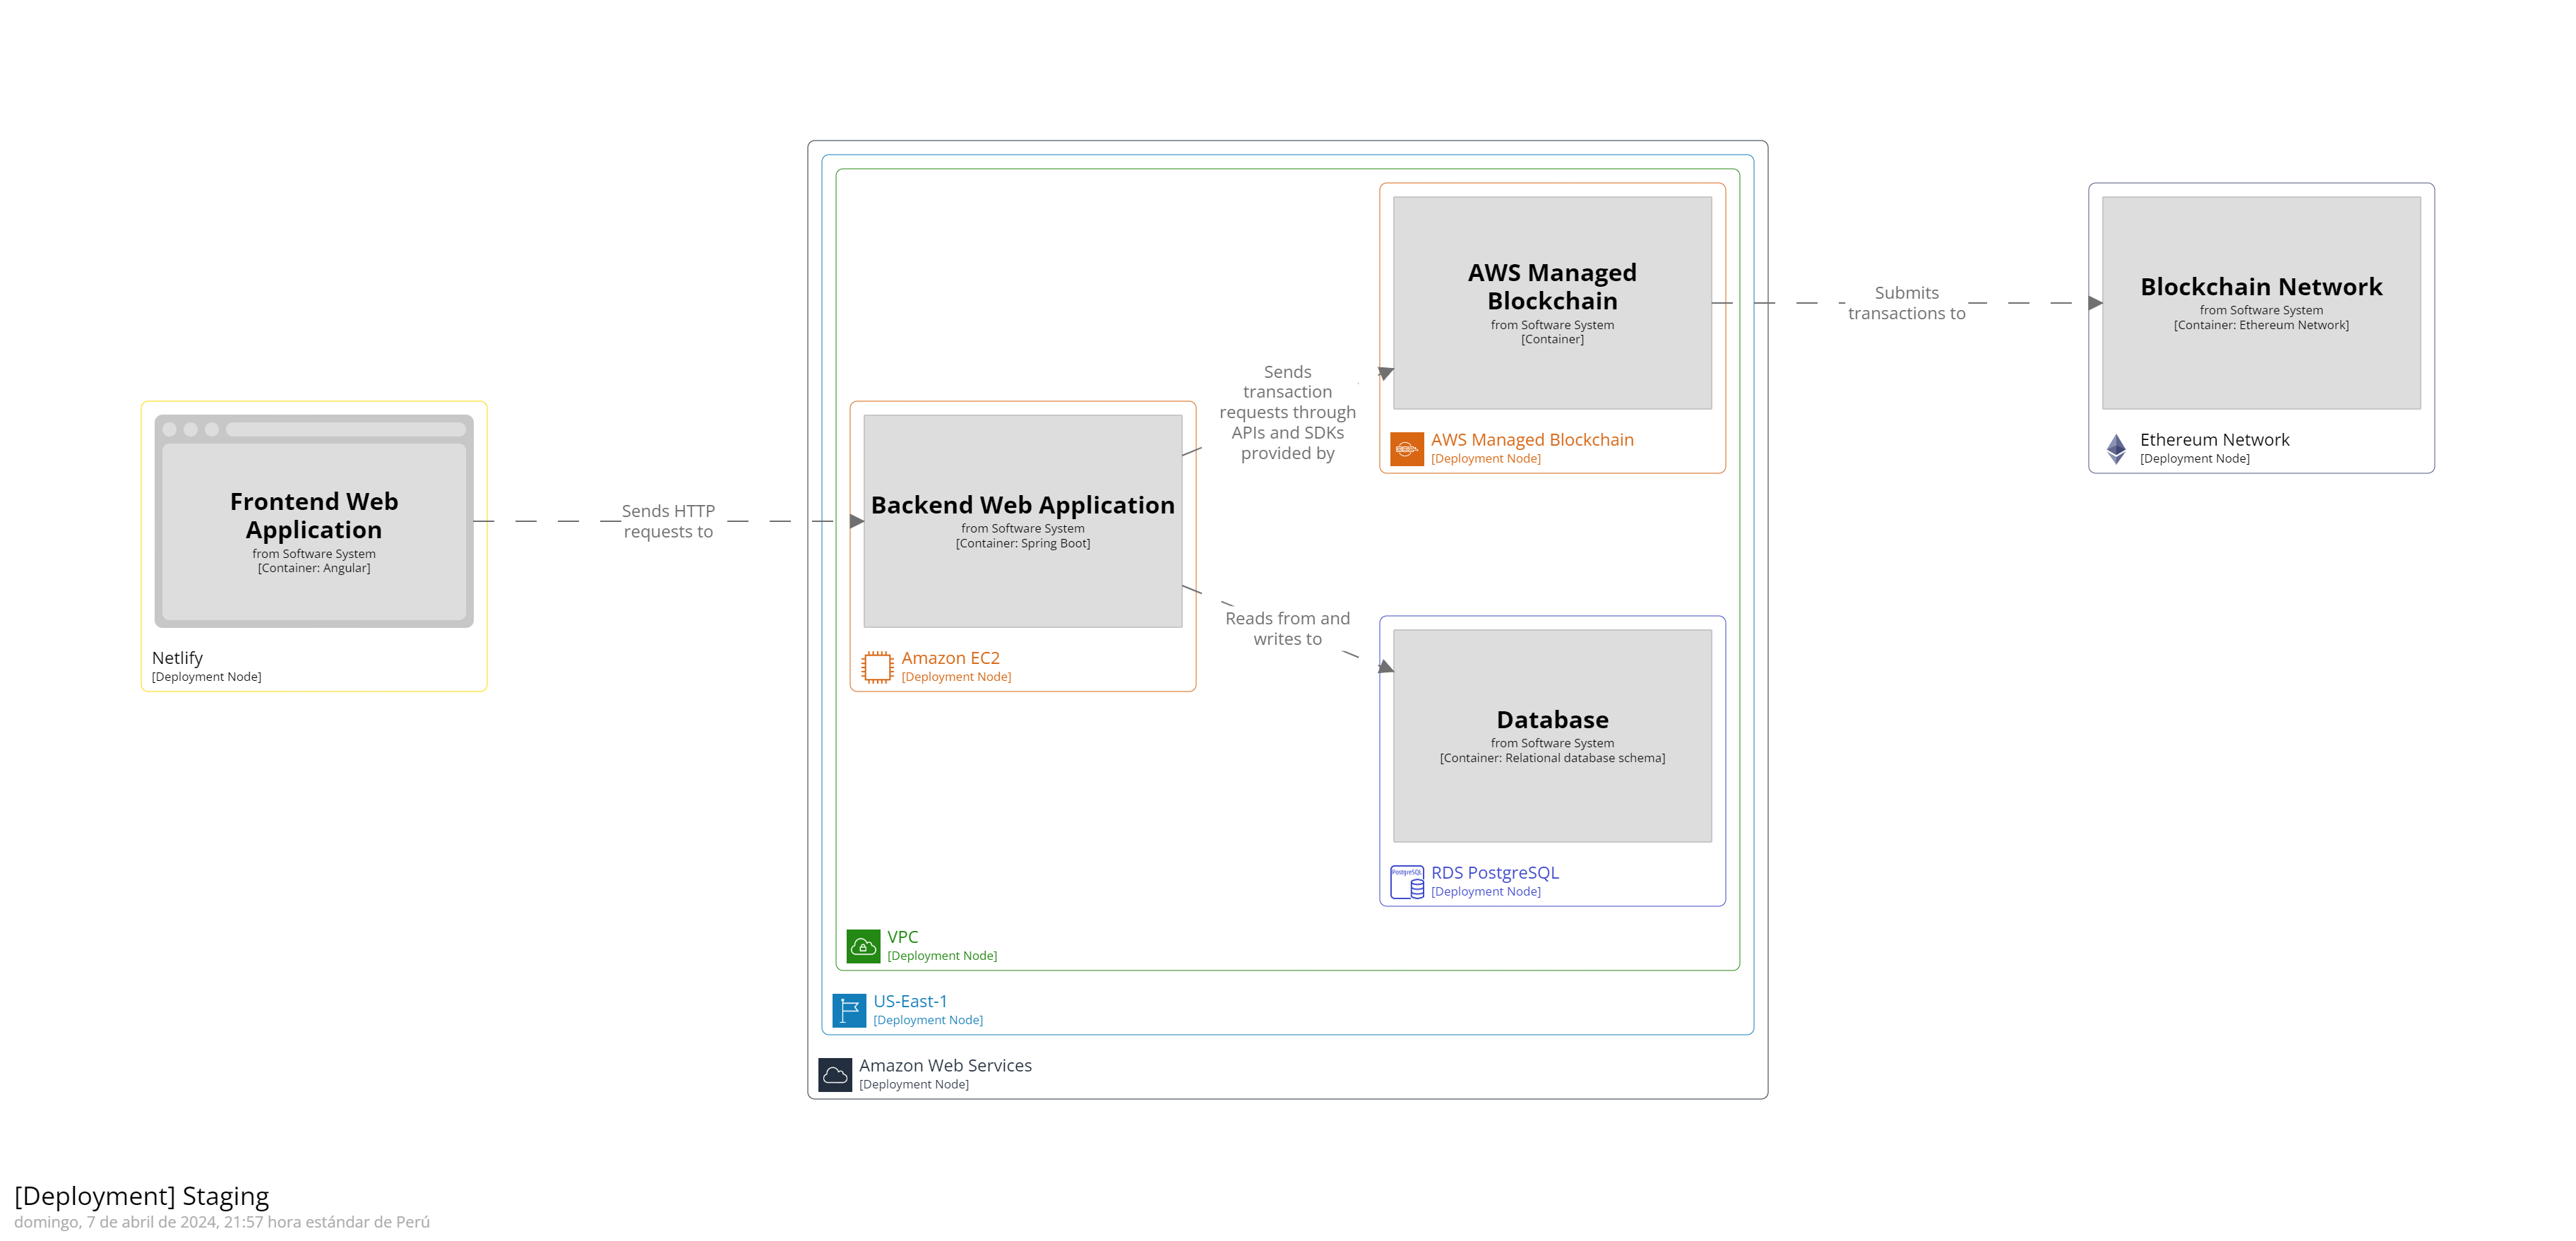 Frontend Web
Application
from Software System
[Container: Angular]
Netlify
[Deployment Node]
Sends HTTP
requests to
Backend Web Application
from Software System
[Container: Spring Boot]
Amazon EC2
[Deployment Node]
Sends
transaction
requests through
APIs and SDKs
provided by
Reads from and
writes to
AWS Managed
Blockchain
from Software System
[Container]
AWS Managed Blockchain
[Deployment Node]
Database
from Software System
[Container: Relational database schema]
PostgreSQL
RDS PostgreSQL
[Deployment Node]
VPC
[Deployment Node]
US-East-1
[Deployment Node]
Amazon Web Services
[Deployment Node]
Submits
transactions to
Blockchain Network
from Software System
[Container: Ethereum Network]
Ethereum Network
[Deployment Node]
[Deployment] Staging
domingo, 7 de abril de 2024, 21:57 hora estándar de Perú